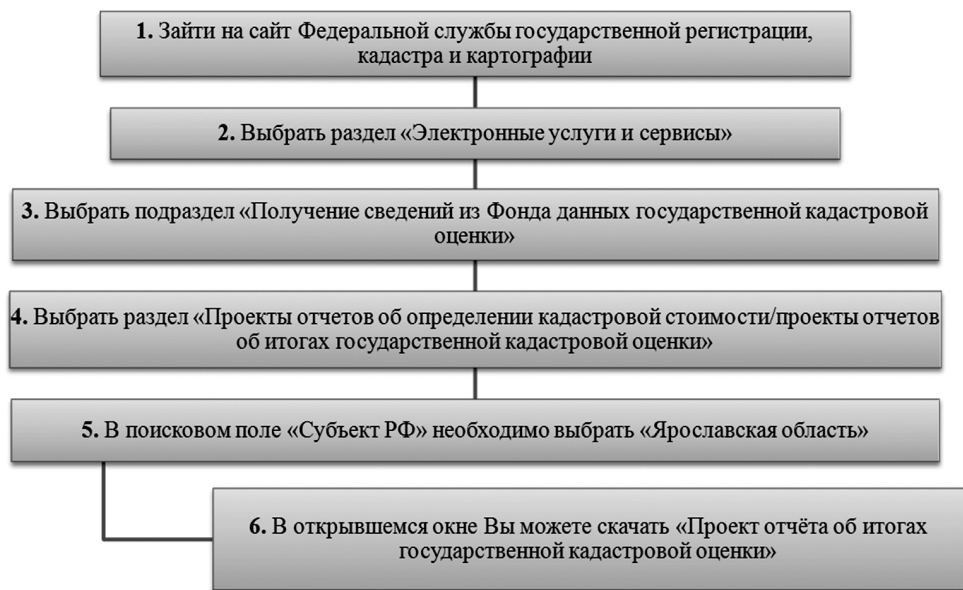 1. Зайти на сайт Федеральной службы государственной регистрации,
кадастра и картографии
2. Выбрать раздел «Электронные услуги и сервисы»
3. Выбрать подраздел «Получение сведений из Фонда данных государственной кадастровой
оценки»
4. Выбрать раздел «Проекты отчетов об определении кадастровой стоимости/проекты отчетов
об итогах государственной кадастровой оценки»
5. В поисковом поле «Субъект РФ» необходимо выбрать «Ярославская область»
6. В открывшемся окне Вы можете скачать «Проект отчёта об итогах
государственной кадастровой оценки»